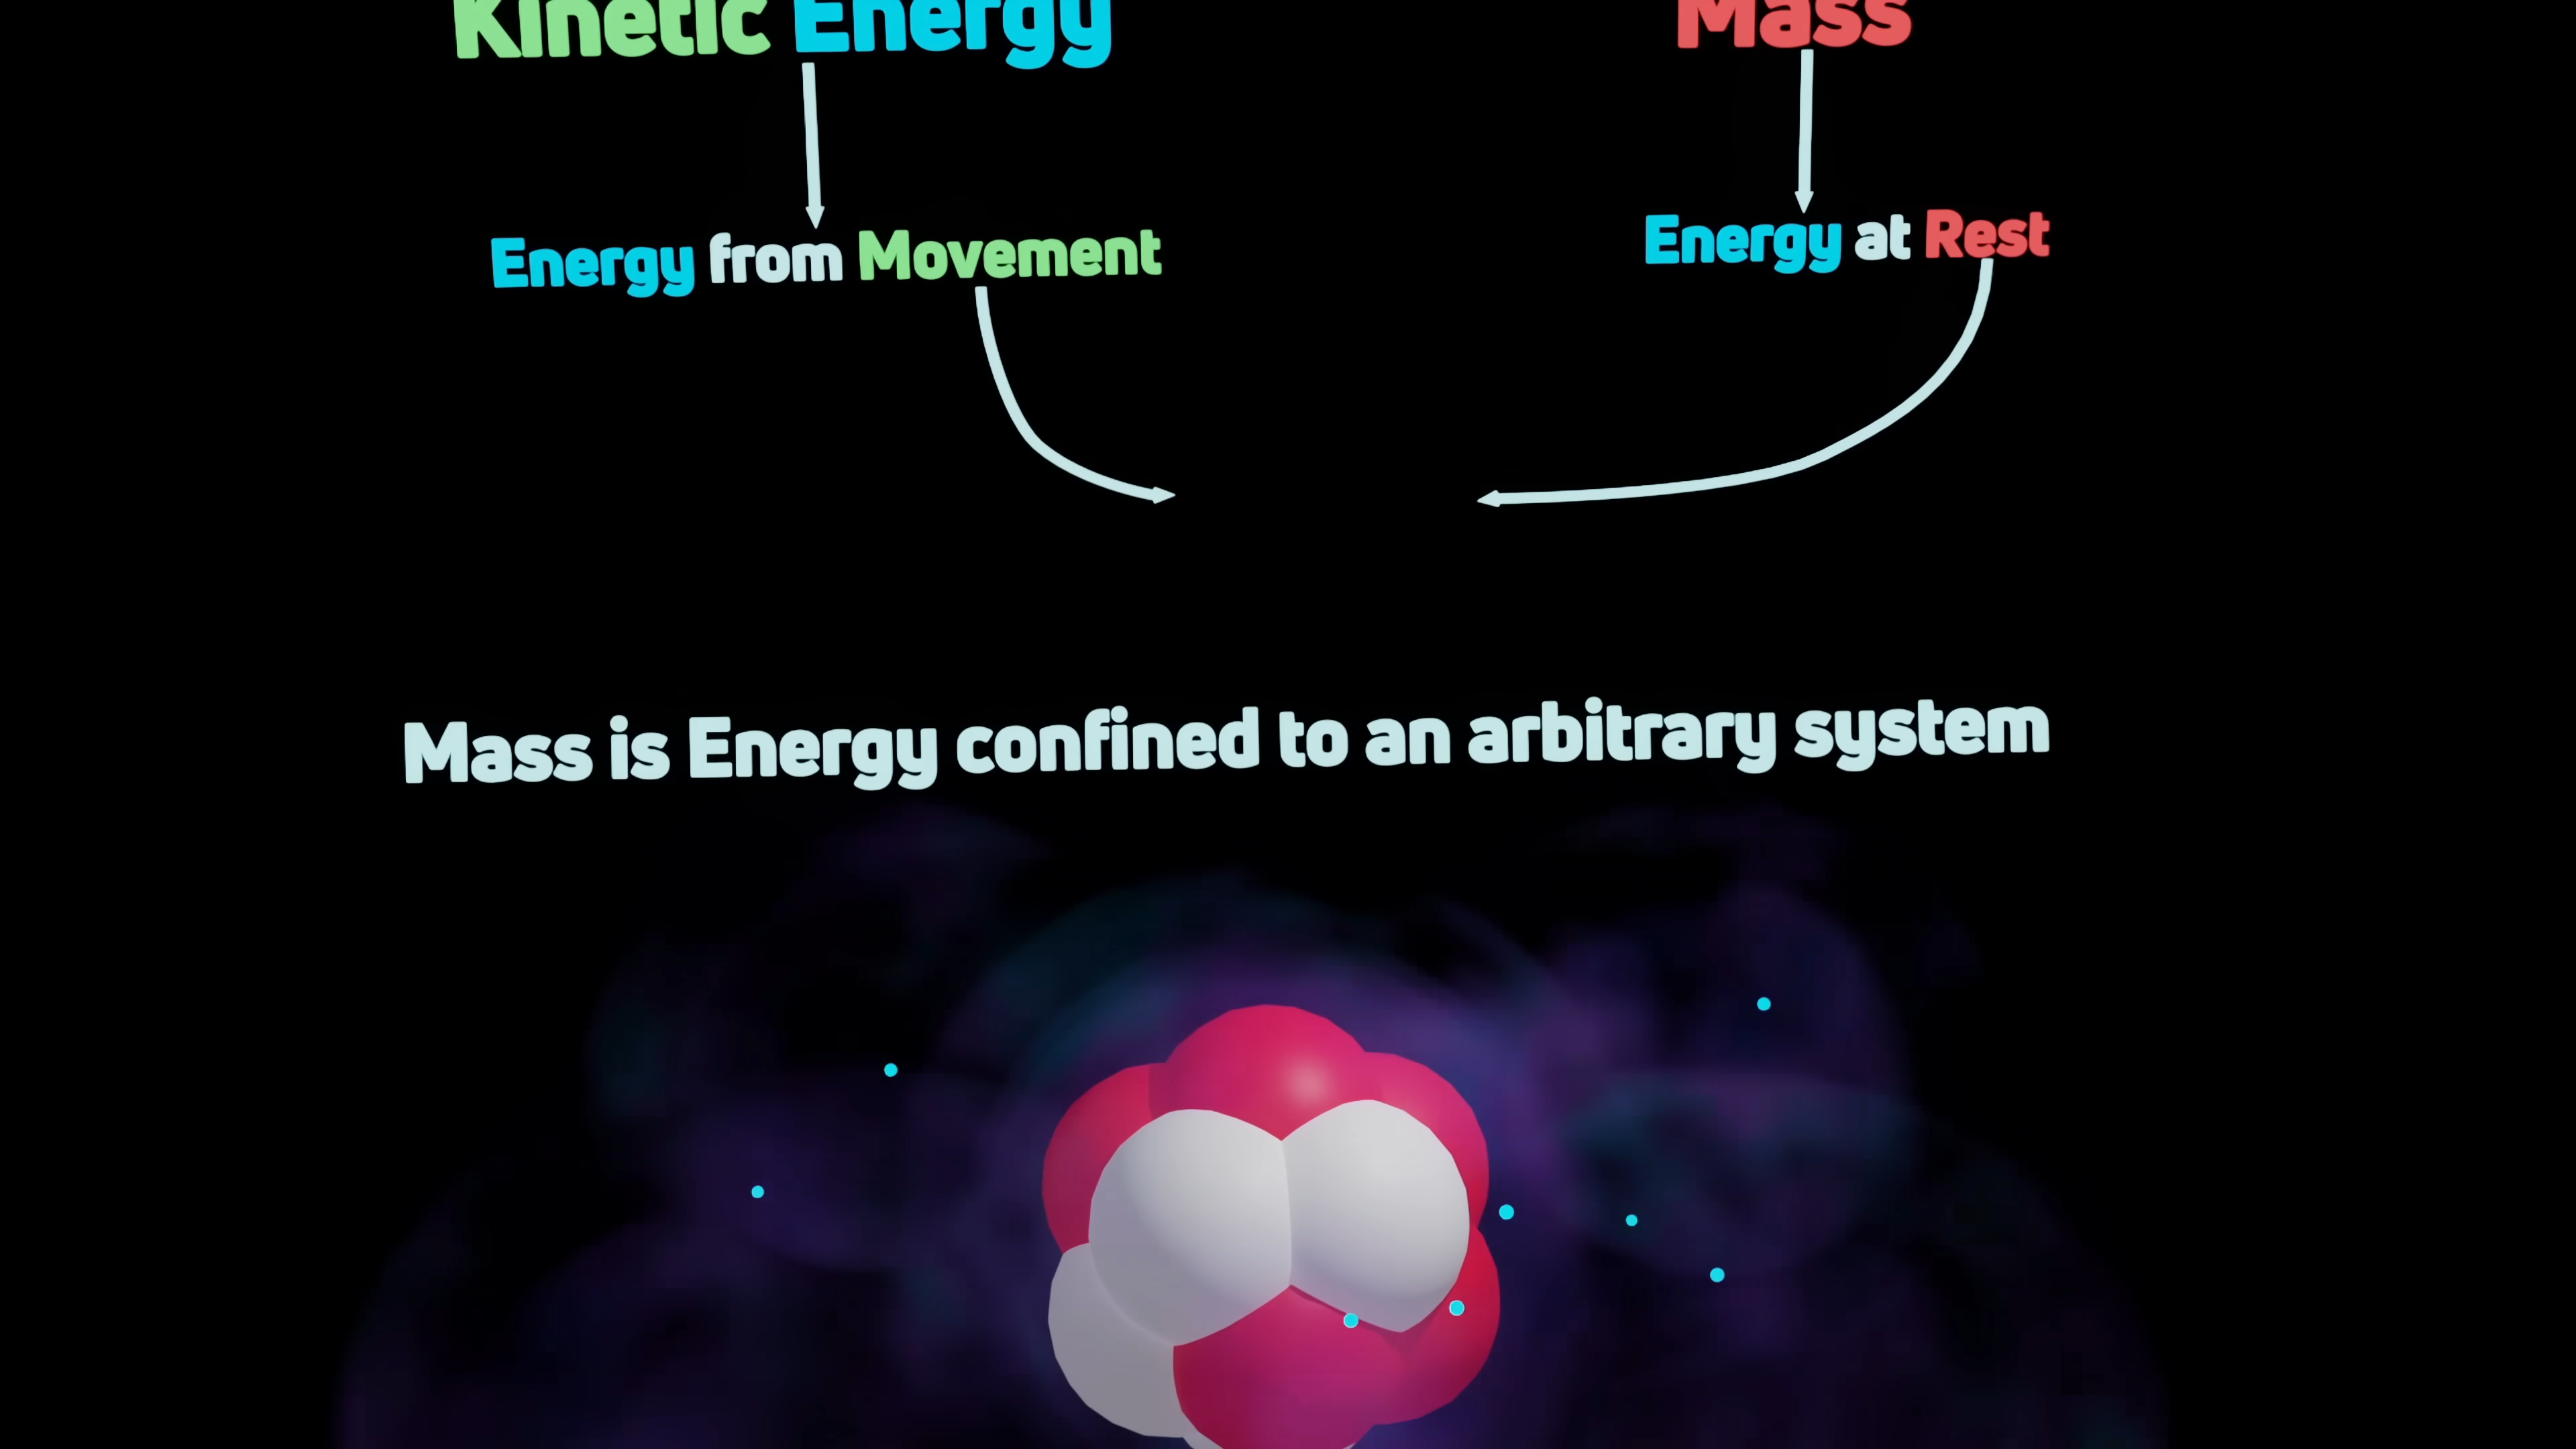 Kinetic Energy
Mass
Energy from Movement
Energy at Rest
Mass is Energy confined to an arbitrary system